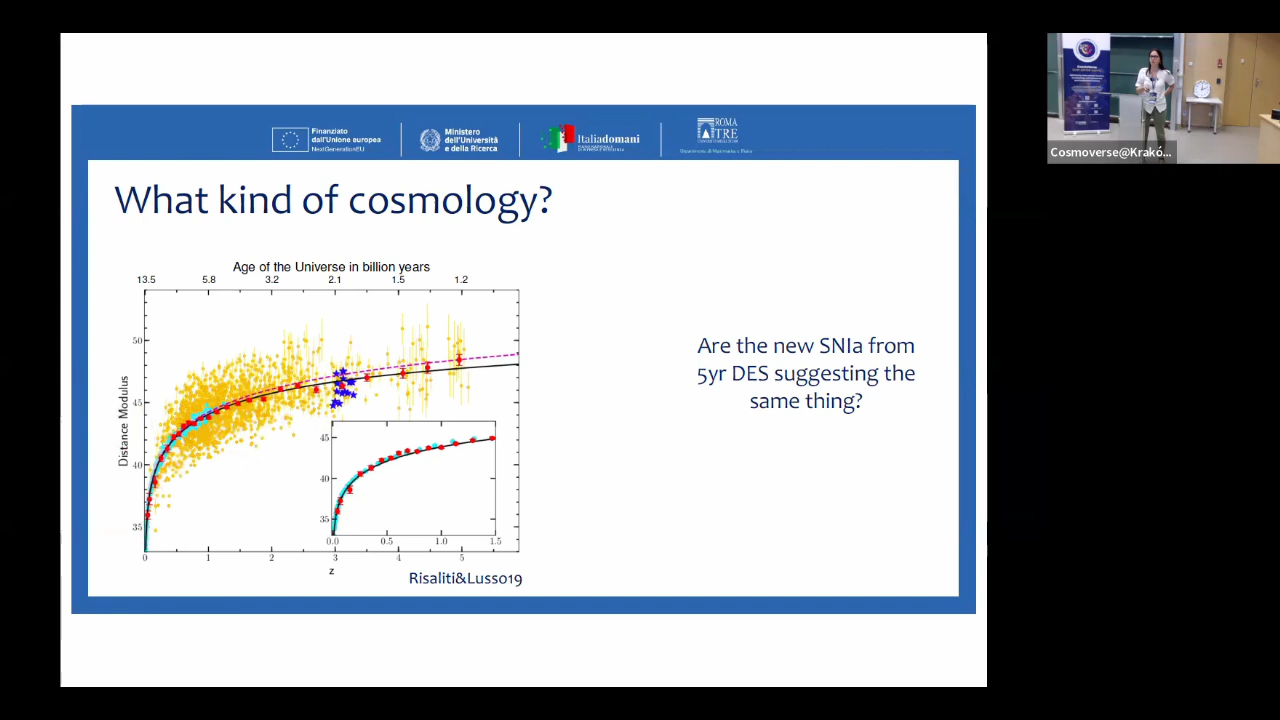 Finanziato
dall'Unione europea
NextGenerationEU
Ministero
dell'Università
e della Ricerca
Italiadomani
ROMA
TRE
What kind of cosmology?
Age of the Universe in billion years
13.5 5.8 3.2 2.1 1.5 1.2
50
45
40
35
Distance Modulus
0 1 2 3 4 5
z
45
40
35
0.0 0.5 1.0 1.5
Risaliti&Lusso19
Are the new SNIa from
5yr DES suggesting the
same thing?
Cosmoverse@Krakó...